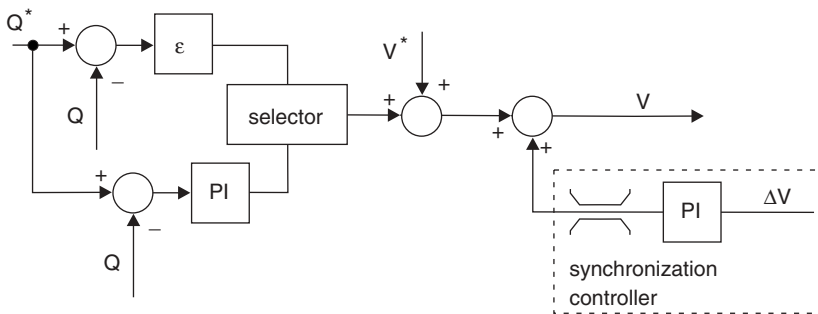 Q*
+
−
ε
Q
V*
+
+
selector
+
+
V
+
+
−
PI
Q
PI
ΔV
synchronization
controller